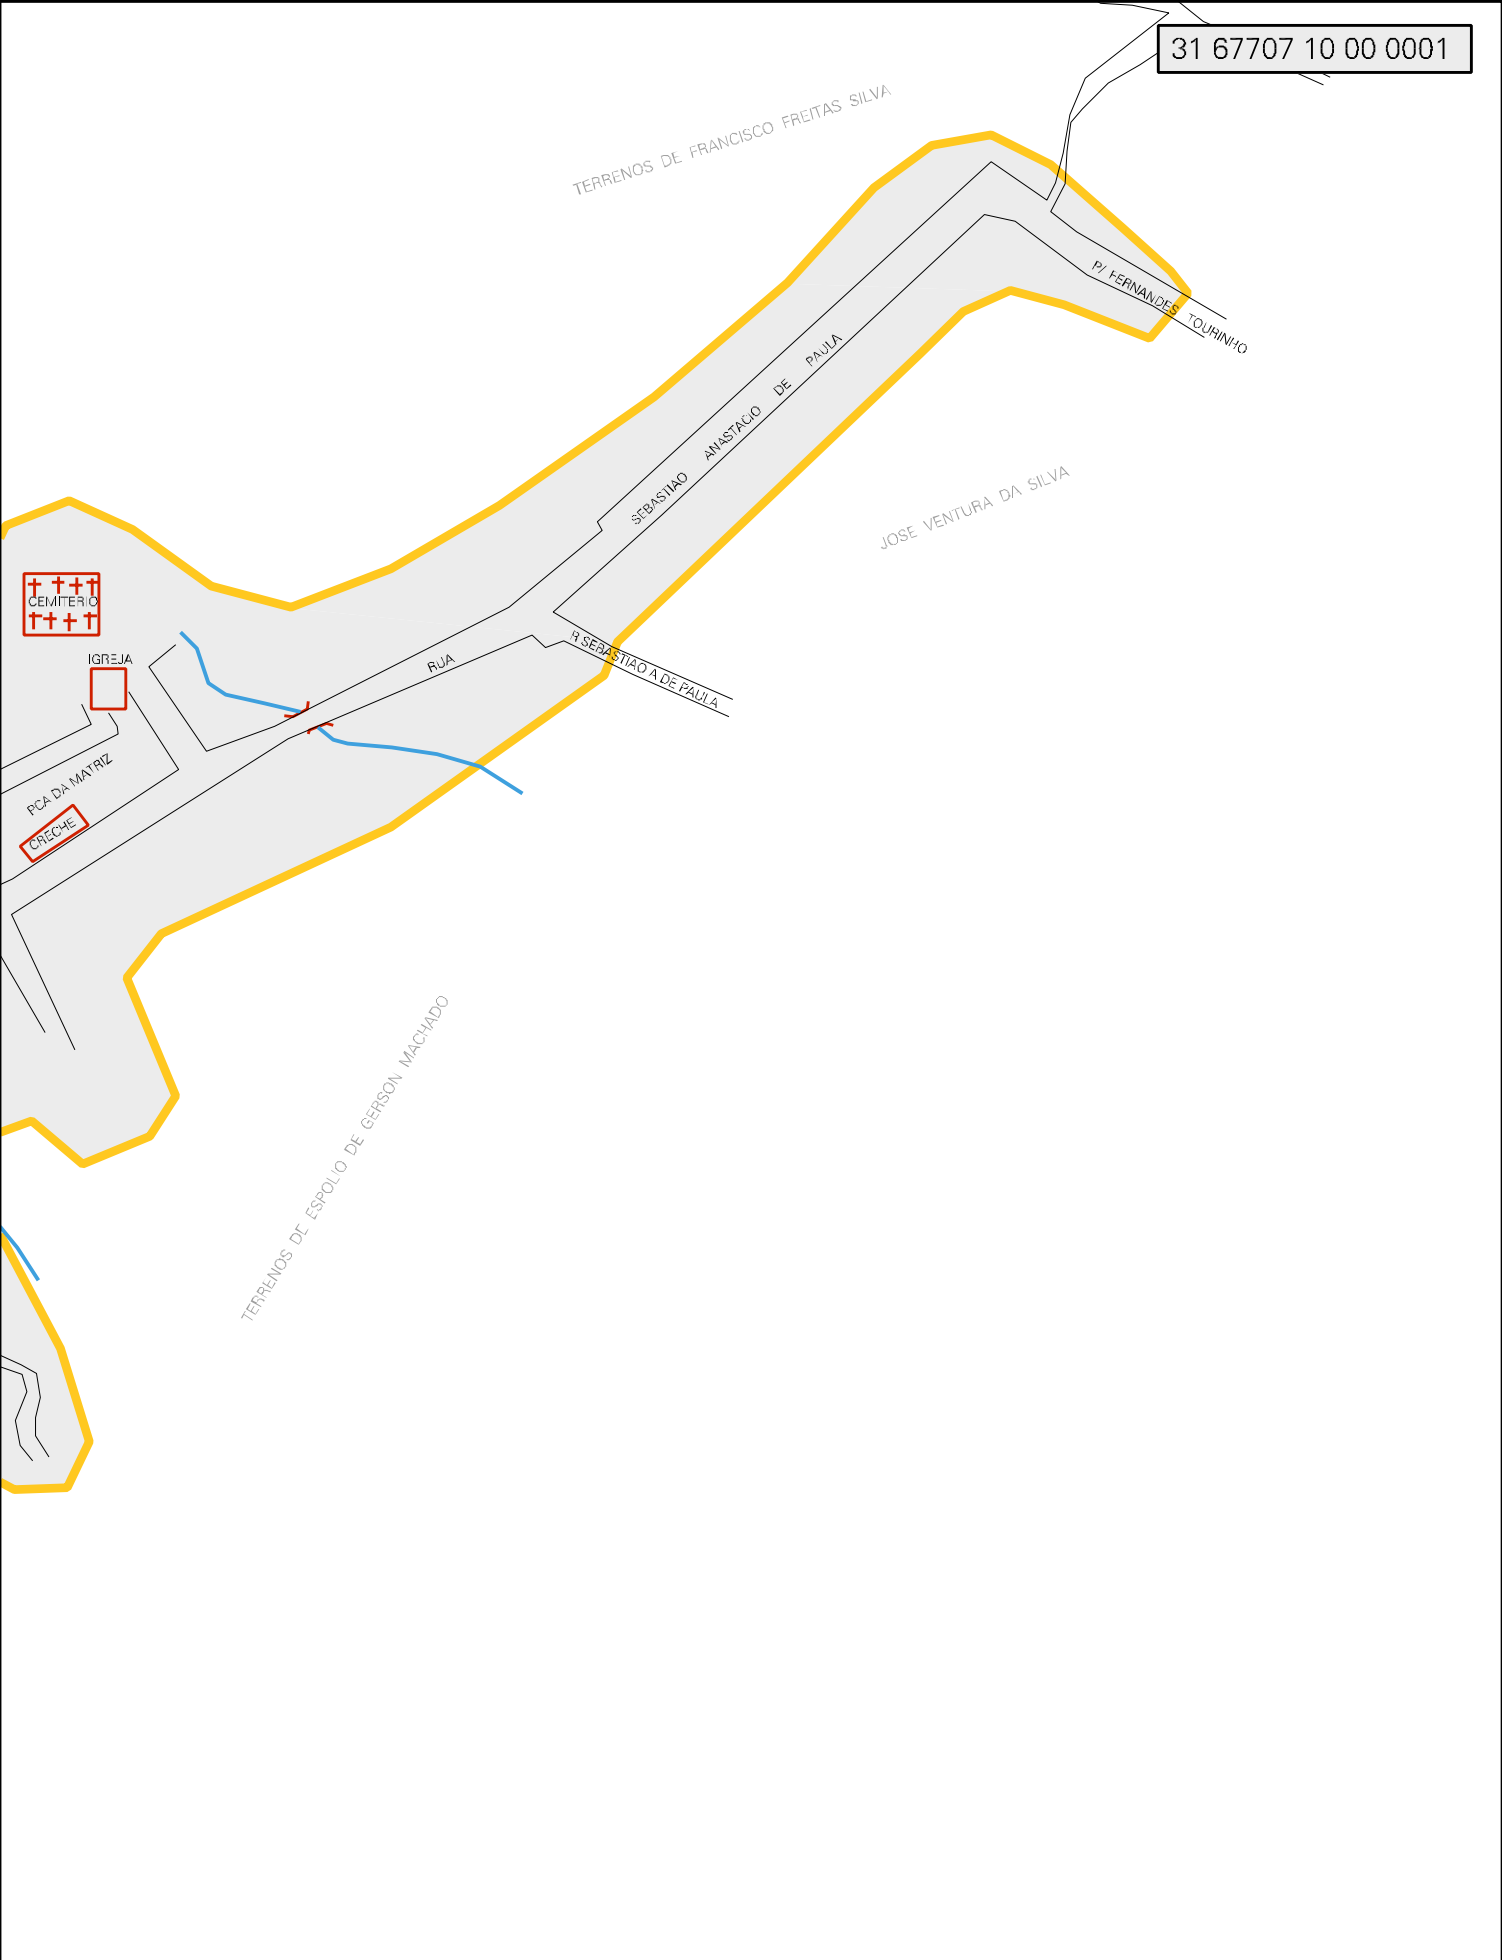 31 67707 10 00 0001
TERRENOS DE FRANCISCO FREITAS SILVA
P/ FERNANDES TOURINHO
RUA SEBASTIAO ANASTACIO DE PAULA
JOSE VENTURA DA SILVA
CEMITERIO
R SEBASTIAO A DE PAULA
IGREJA
PCA DA MATRIZ
CRECHE
TERRENOS DE ESPOLIO DE GERSON MACHADO